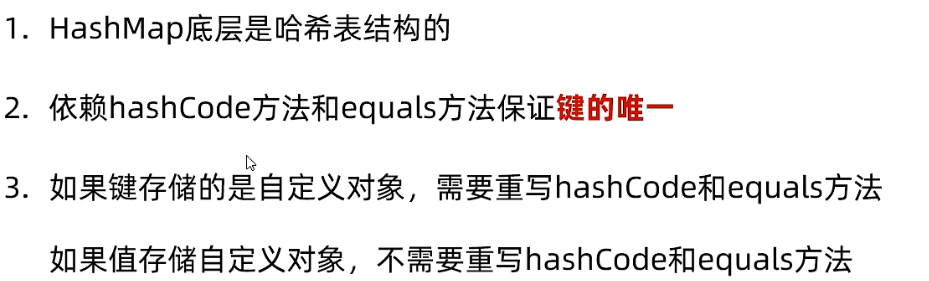 1. HashMap底层是哈希表结构的
2. 依赖hashCode方法和equals方法保证键的唯一
3. 如果键存储的是自定义对象，需要重写hashCode和equals方法
如果值存储自定义对象，不需要重写hashCode和equals方法